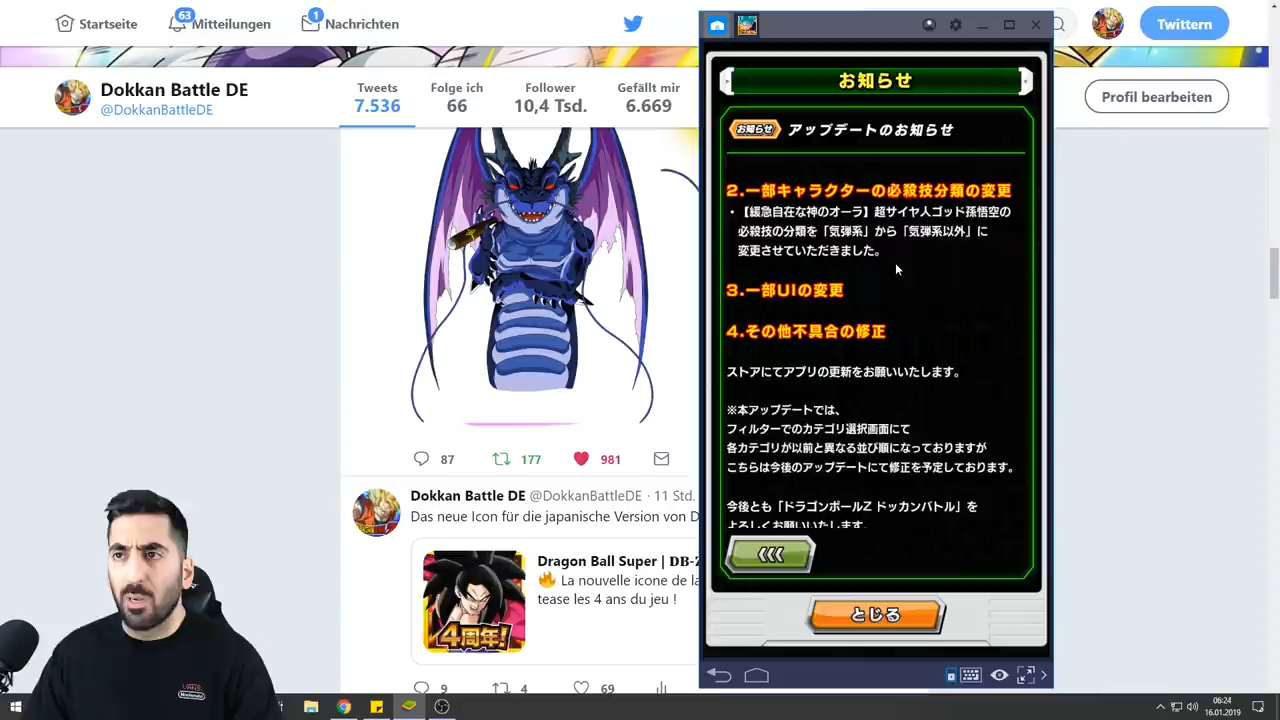 Startseite
63
Mitteilungen
1
Nachrichten
Twittern
Dokkan Battle DE
@DokkanBattleDE
Tweets
7.536
Folge ich
66
Follower
10,4 Tsd.
Gefällt mir
6.669
Profil bearbeiten
87
177
981
Dokkan Battle DE @DokkanBattleDE · 11 Std.
Das neue Icon für die japanische Version von D
4周年!
Dragon Ball Super | DB-Z
La nouvelle icone de la
tease les 4 ans du jeu !
9
4
69
お知らせ
お知らせ アップデートのお知らせ
2.一部キャラクターの必殺技分類の変更
・【緩急自在な神のオーラ】超サイヤ人ゴッド孫悟空の
必殺技の分類を「気弾系」から「気弾系以外」に
変更させていただきました。
3.一部UIの変更
4.その他不具合の修正
ストアにてアプリの更新をお願いいたします。
※本アップデートでは、
フィルターでのカテゴリ選択画面にて
各カテゴリが以前と異なる並び順になっておりますが
こちらは今後のアップデートにて修正を予定しております。
今後とも「ドラゴンボールZ ドッカンバトル」を
よろしくお願いいたします。
とじる
VANS
Nintendo
06:24
16.01.2019